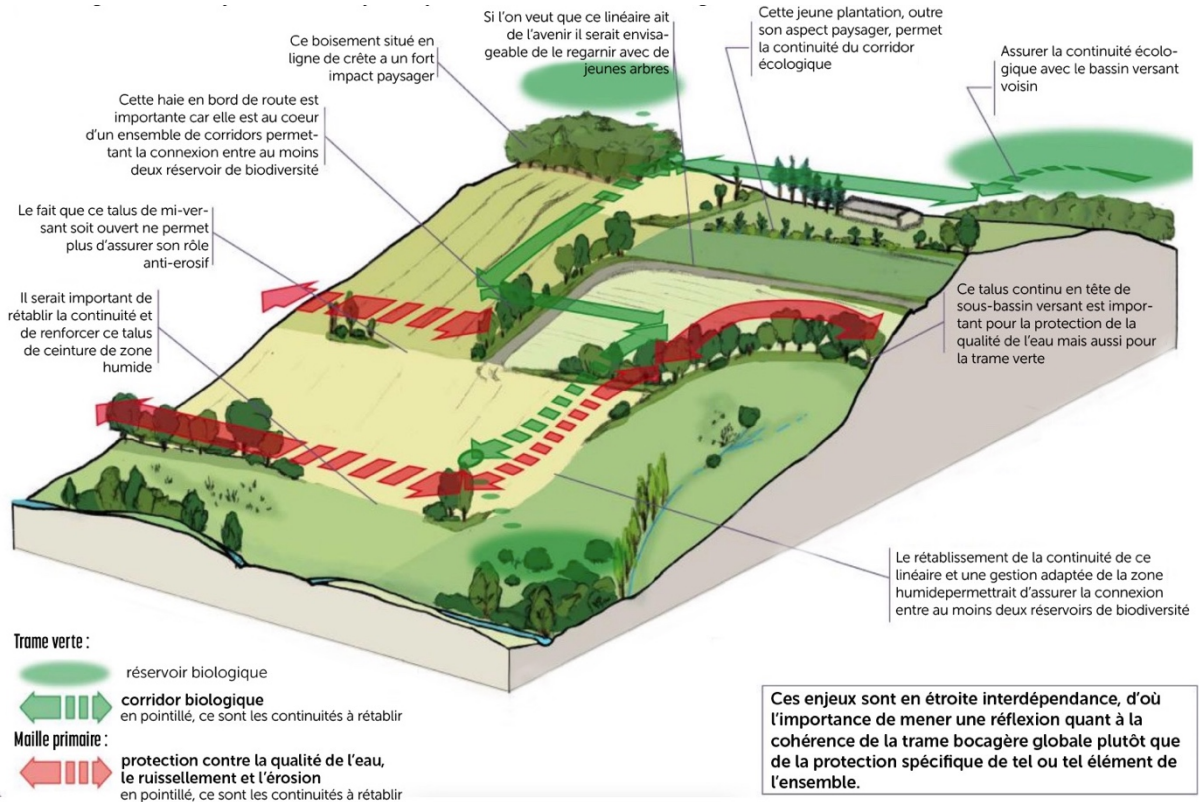 Ce boisement situé en
ligne de crête a un fort
impact paysager
Si l'on veut que ce linéaire ait
de l'avenir il serait envisa-
geable de le regarnir avec de
jeunes arbres
Cette jeune plantation, outre
son aspect paysager, permet
la continuité du corridor
écologique
Assurer la continuité écolo-
gique avec le bassin versant
voisin
Cette haie en bord de route est
importante car elle est au coeur
d'un ensemble de corridors permet-
tant la connexion entre au moins
deux réservoir de biodiversité
Le fait que ce talus de mi-ver-
sant soit ouvert ne permet
plus d'assurer son rôle
anti-erosif
Il serait important de
rétablir la continuité et
de renforcer ce talus
de ceinture de zone
humide
Ce talus continu en tête de
sous-bassin versant est impor-
tant pour la protection de la
qualité de l'eau mais aussi pour
la trame verte
Le rétablissement de la continuité de ce
linéaire et une gestion adaptée de la zone
humidepermettrait d'assurer la connexion
entre au moins deux réservoirs de biodiversité
Trame verte :
réservoir biologique
corridor biologique
en pointillé, ce sont les continuités à rétablir
Maille primaire :
protection contre la qualité de l'eau,
le ruissellement et l'érosion
en pointillé, ce sont les continuités à rétablir
Ces enjeux sont en étroite interdépendance, d'où
l'importance de mener une réflexion quant à la
cohérence de la trame bocagère globale plutôt que
de la protection spécifique de tel ou tel élément de
l'ensemble.